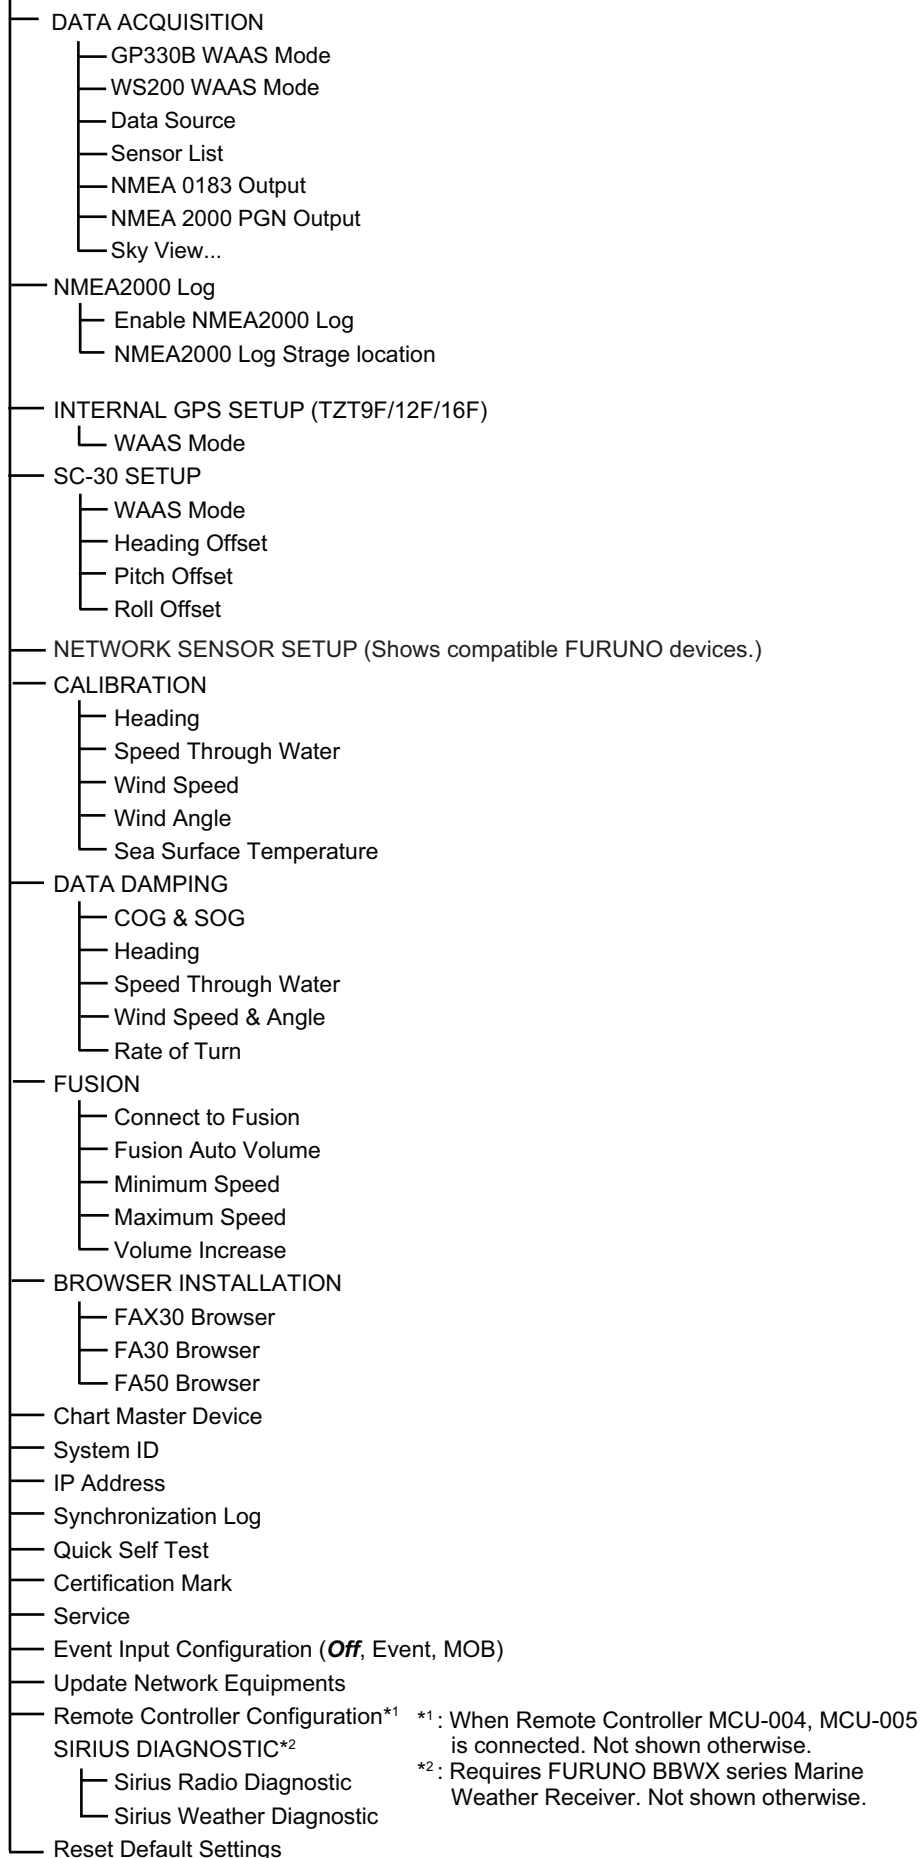 DATA ACQUISITION
GP330B WAAS Mode
WS200 WAAS Mode
Data Source
Sensor List
NMEA 0183 Output
NMEA 2000 PGN Output
Sky View...
NMEA2000 Log
Enable NMEA2000 Log
NMEA2000 Log Strage location
INTERNAL GPS SETUP (TZT9F/12F/16F)
WAAS Mode
SC-30 SETUP
WAAS Mode
Heading Offset
Pitch Offset
Roll Offset
NETWORK SENSOR SETUP (Shows compatible FURUNO devices.)
CALIBRATION
Heading
Speed Through Water
Wind Speed
Wind Angle
Sea Surface Temperature
DATA DAMPING
COG & SOG
Heading
Speed Through Water
Wind Speed & Angle
Rate of Turn
FUSION
Connect to Fusion
Fusion Auto Volume
Minimum Speed
Maximum Speed
Volume Increase
BROWSER INSTALLATION
FAX30 Browser
FA30 Browser
FA50 Browser
Chart Master Device
System ID
IP Address
Synchronization Log
Quick Self Test
Certification Mark
Service
Event Input Configuration (Off, Event, MOB)
Update Network Equipments
Remote Controller Configuration*1
SIRIUS DIAGNOSTIC*2
Sirius Radio Diagnostic
Sirius Weather Diagnostic
Reset Default Settings
*1: When Remote Controller MCU-004, MCU-005
is connected. Not shown otherwise.
*2: Requires FURUNO BBWX series Marine
Weather Receiver. Not shown otherwise.